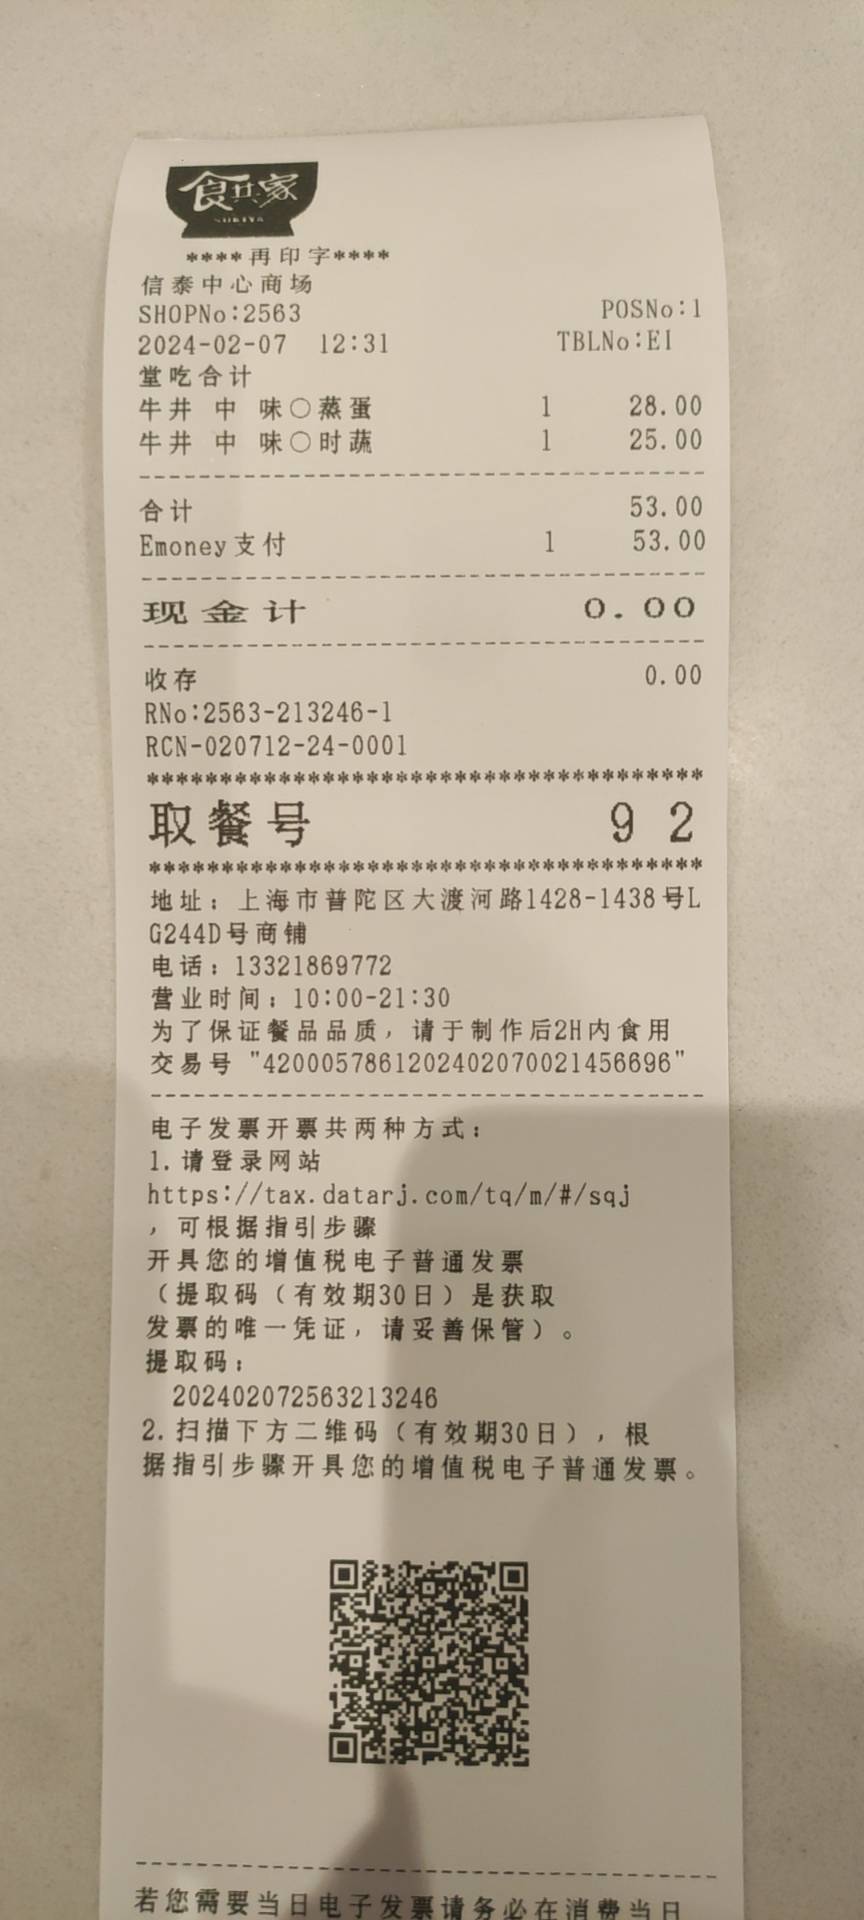 食其家
SUKIYA
****再印字****
信泰中心商场
SHOPNo:2563 POSNo:1
2024-02-07 12:31 TBLNo:EI
堂吃合计
牛丼 中 味○蒸蛋 1 28.00
牛丼 中 味○时蔬 1 25.00
合计 53.00
Emoney支付 1 53.00
现金计 0.00
收存 0.00
RNo:2563-213246-1
RCN-020712-24-0001
取餐号 92
地址：上海市普陀区大渡河路1428-1438号L
G244D号商铺
电话：13321869772
营业时间：10:00-21:30
为了保证餐品品质，请于制作后2H内食用
交易号 "4200057861202402070021456696"
电子发票开票共两种方式：
1.请登录网站
https://tax.datarj.com/tq/m/#/sqj
，可根据指引步骤
开具您的增值税电子普通发票
（提取码（有效期30日）是获取
发票的唯一凭证，请妥善保管）。
提取码：
202402072563213246
2.扫描下方二维码（有效期30日），根
据指引步骤开具您的增值税电子普通发票。
若您需要当日电子发票请务必在消费当日